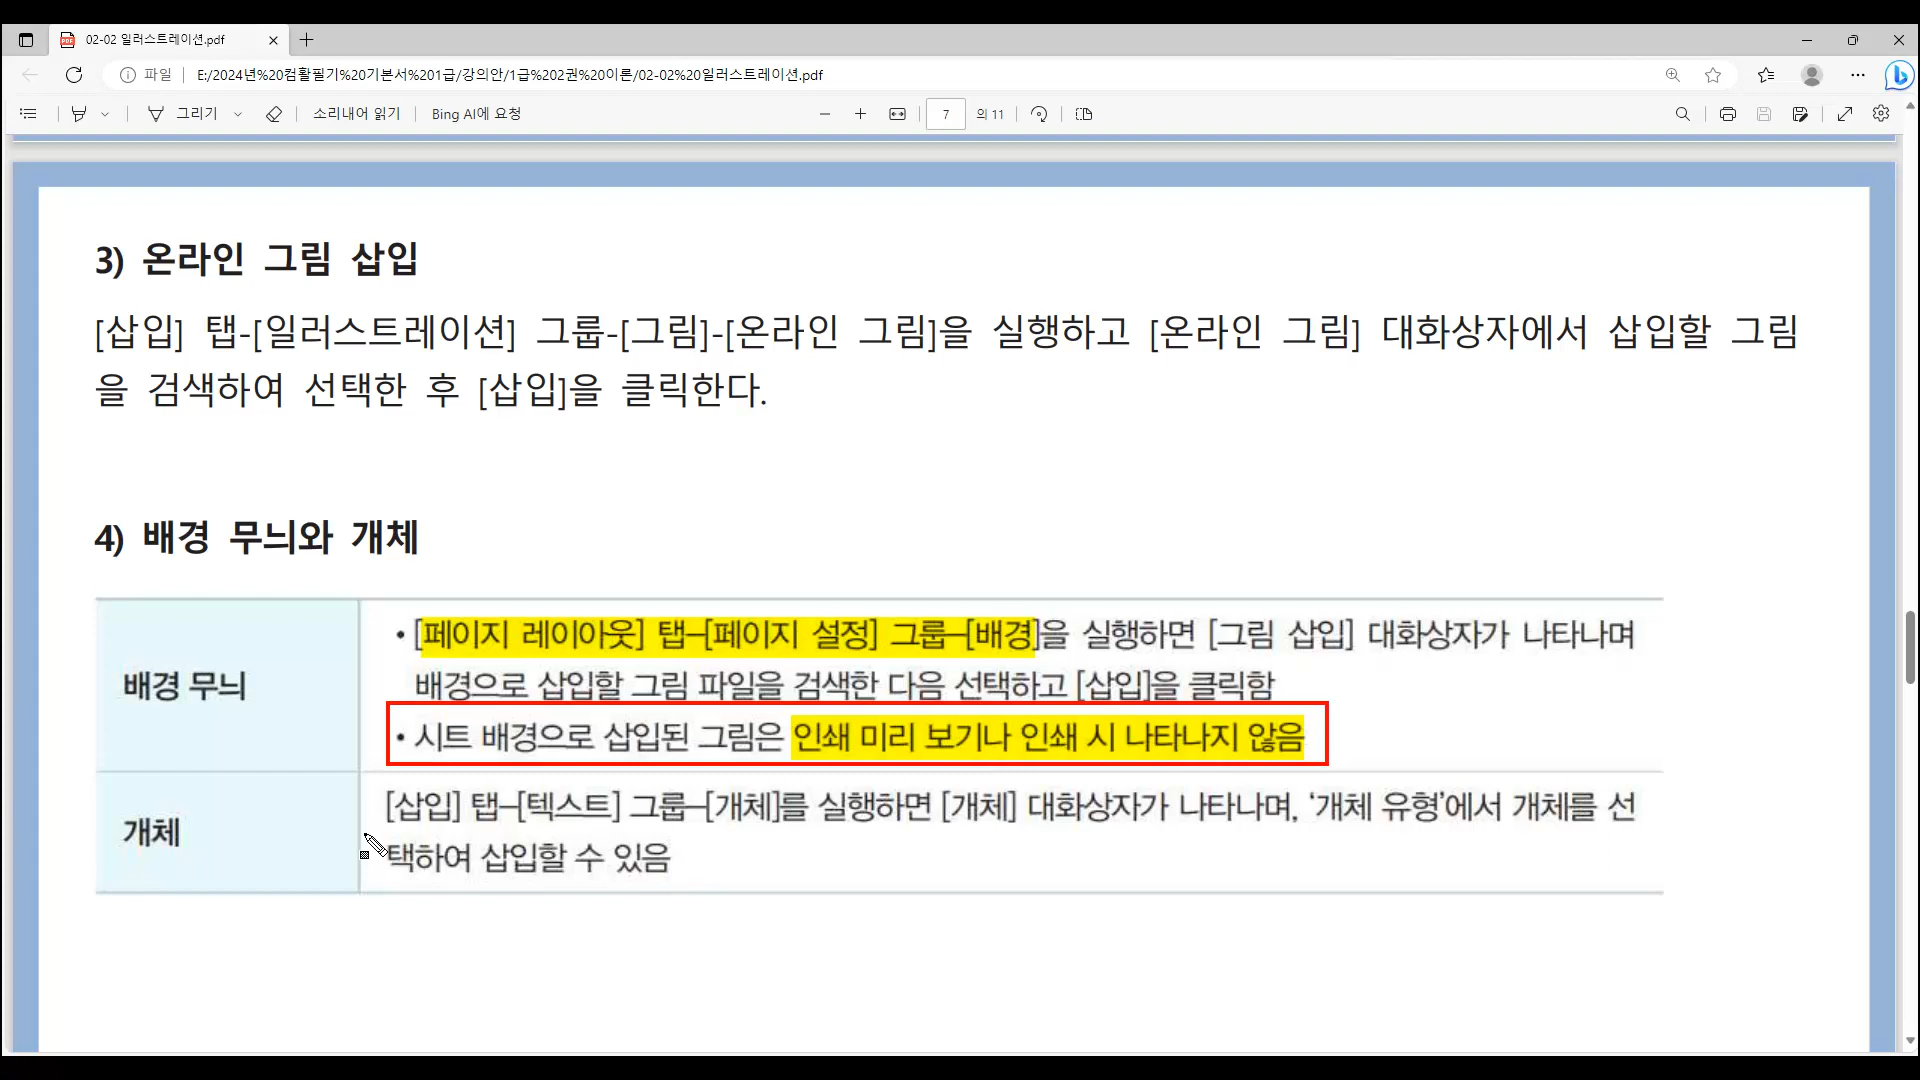 02-02 일러스트레이션.pdf
파일
E:/2024년%20컴활필기%20기본서%201급/강의안/1급%202권%20이론/02-02%20일러스트레이션.pdf
그리기
소리내어 읽기
Bing AI에 요청
7 의 11
3) 온라인 그림 삽입
[삽입] 탭-[일러스트레이션] 그룹-[그림]-[온라인 그림]을 실행하고 [온라인 그림] 대화상자에서 삽입할 그림
을 검색하여 선택한 후 [삽입]을 클릭한다.
4) 배경 무늬와 개체
배경 무늬
• [페이지 레이아웃] 탭–[페이지 설정] 그룹–[배경]을 실행하면 [그림 삽입] 대화상자가 나타나며
배경으로 삽입할 그림 파일을 검색한 다음 선택하고 [삽입]을 클릭함
• 시트 배경으로 삽입된 그림은 인쇄 미리 보기나 인쇄 시 나타나지 않음
개체
[삽입] 탭–[텍스트] 그룹–[개체]를 실행하면 [개체] 대화상자가 나타나며, ‘개체 유형’에서 개체를 선
택하여 삽입할 수 있음